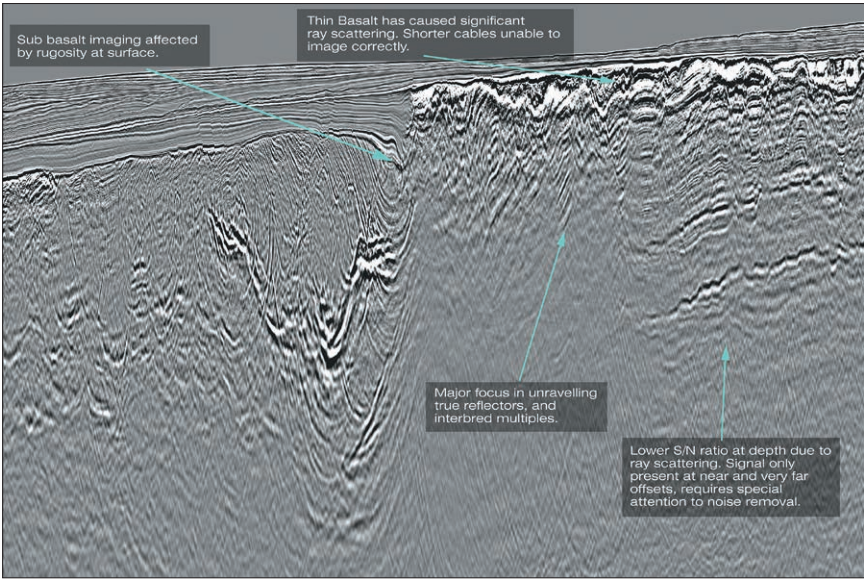 Sub basalt imaging affected
by rugosity at surface.
Thin Basalt has caused significant
ray scattering. Shorter cables unable to
image correctly.
Major focus in unravelling
true reflectors, and
interbred multiples.
Lower S/N ratio at depth due to
ray scattering. Signal only
present at near and very far
offsets, requires special
attention to noise removal.